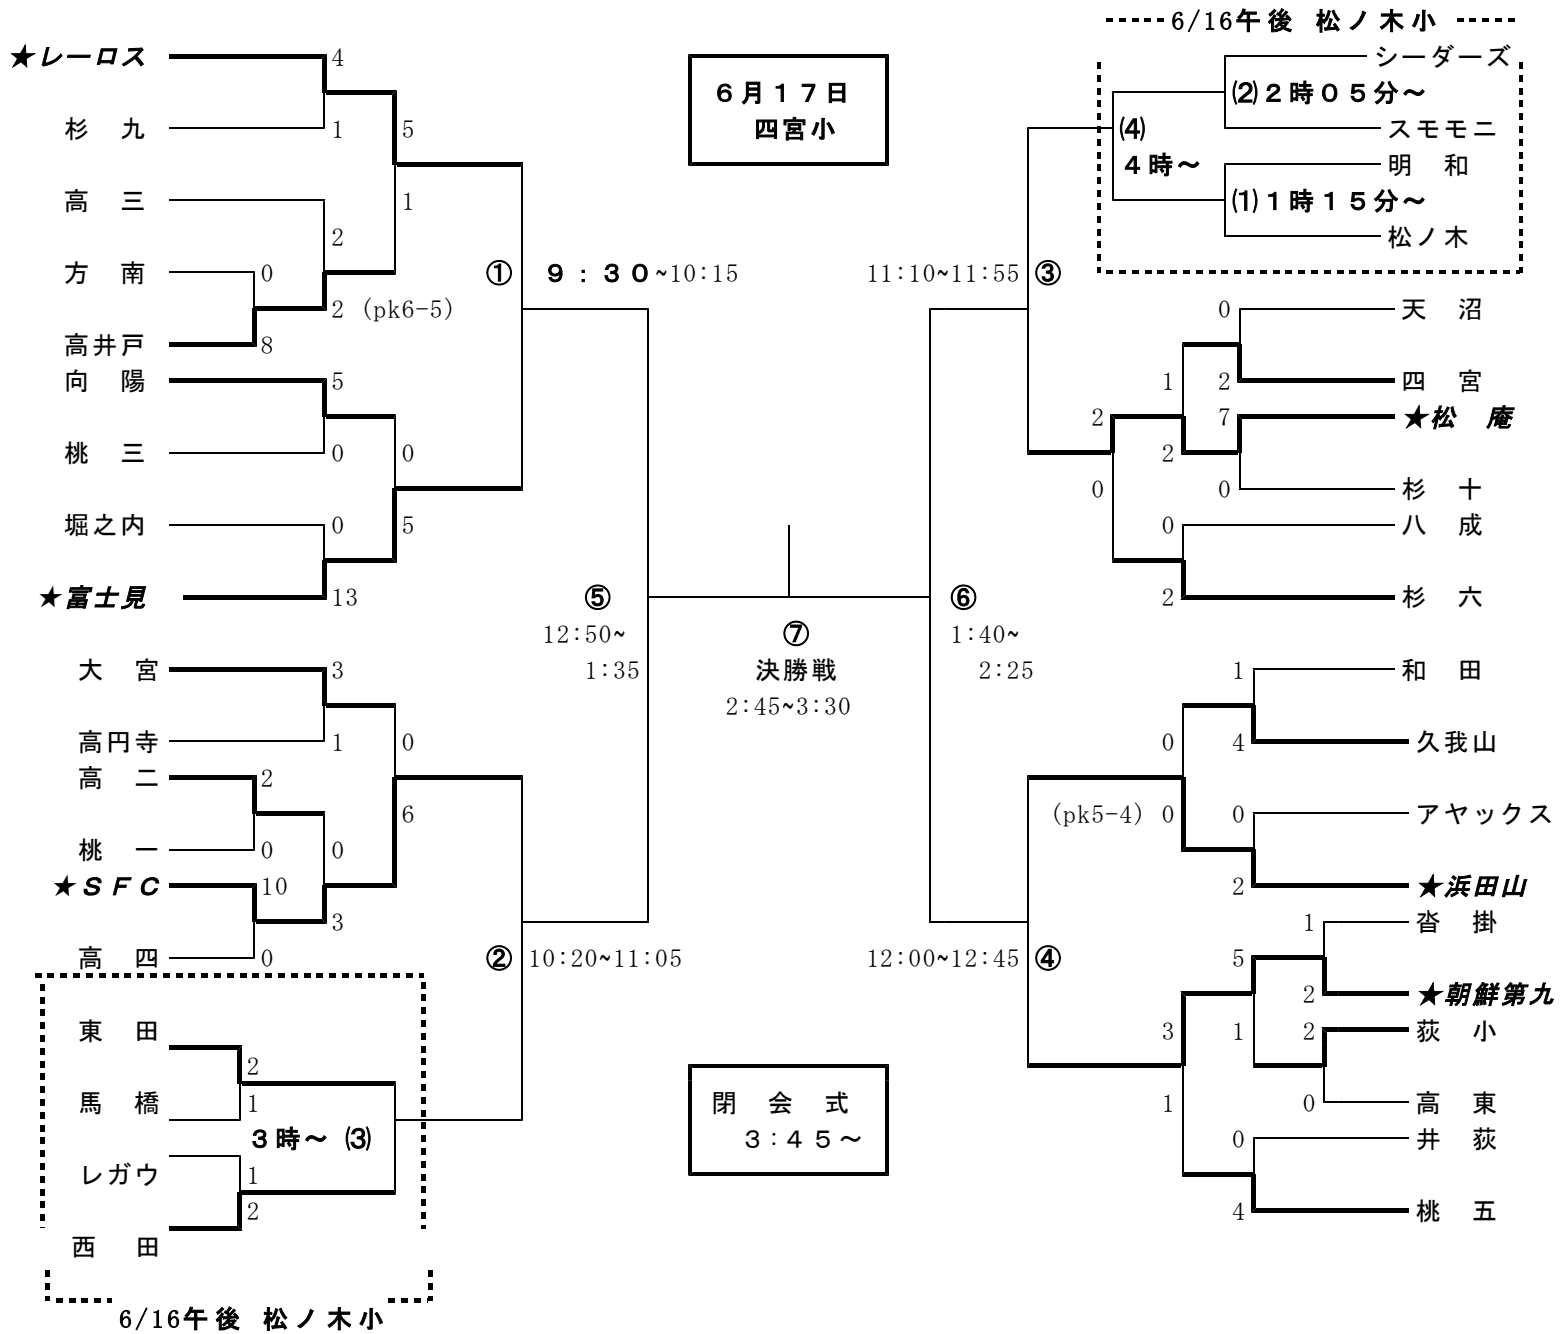 6/16午後 松ノ木小
★レーロス 4
杉 九 1
5
高 三 2
1
方 南 0
2 (pk6-5)
高井戸 8
向 陽 5
桃 三 0
0
堀之内 0
5
★富士見 13
大 宮 3
高円寺 1
0
高 二 2
6
桃 一 0
0
★ＳＦＣ 10
3
高 四 0
東 田 2
馬 橋 1
3時～ ⑶
レガウ 1
西 田 2
6/16午後 松ノ木小
6月17日
四宮小
① 9:30~10:15
② 10:20~11:05
11:10~11:55 ③
12:00~12:45 ④
⑤
12:50~
1:35
⑥
1:40~
2:25
⑦
決勝戦
2:45~3:30
閉 会 式
3:45～
シーダーズ
⑵2時05分～
スモモニ
⑷
4時～
明 和
⑴1時15分～
松ノ木
0 天 沼
1
2 四 宮
2
7 ★松 庵
2
0
0 杉 十
0 八 成
2 杉 六
1 和 田
0
4 久我山
(pk5-4) 0
0 アヤックス
2 ★浜田山
1 沓 掛
5
2 ★朝鮮第九
3
1
2 荻 小
0 高 東
1
0 井 荻
4 桃 五